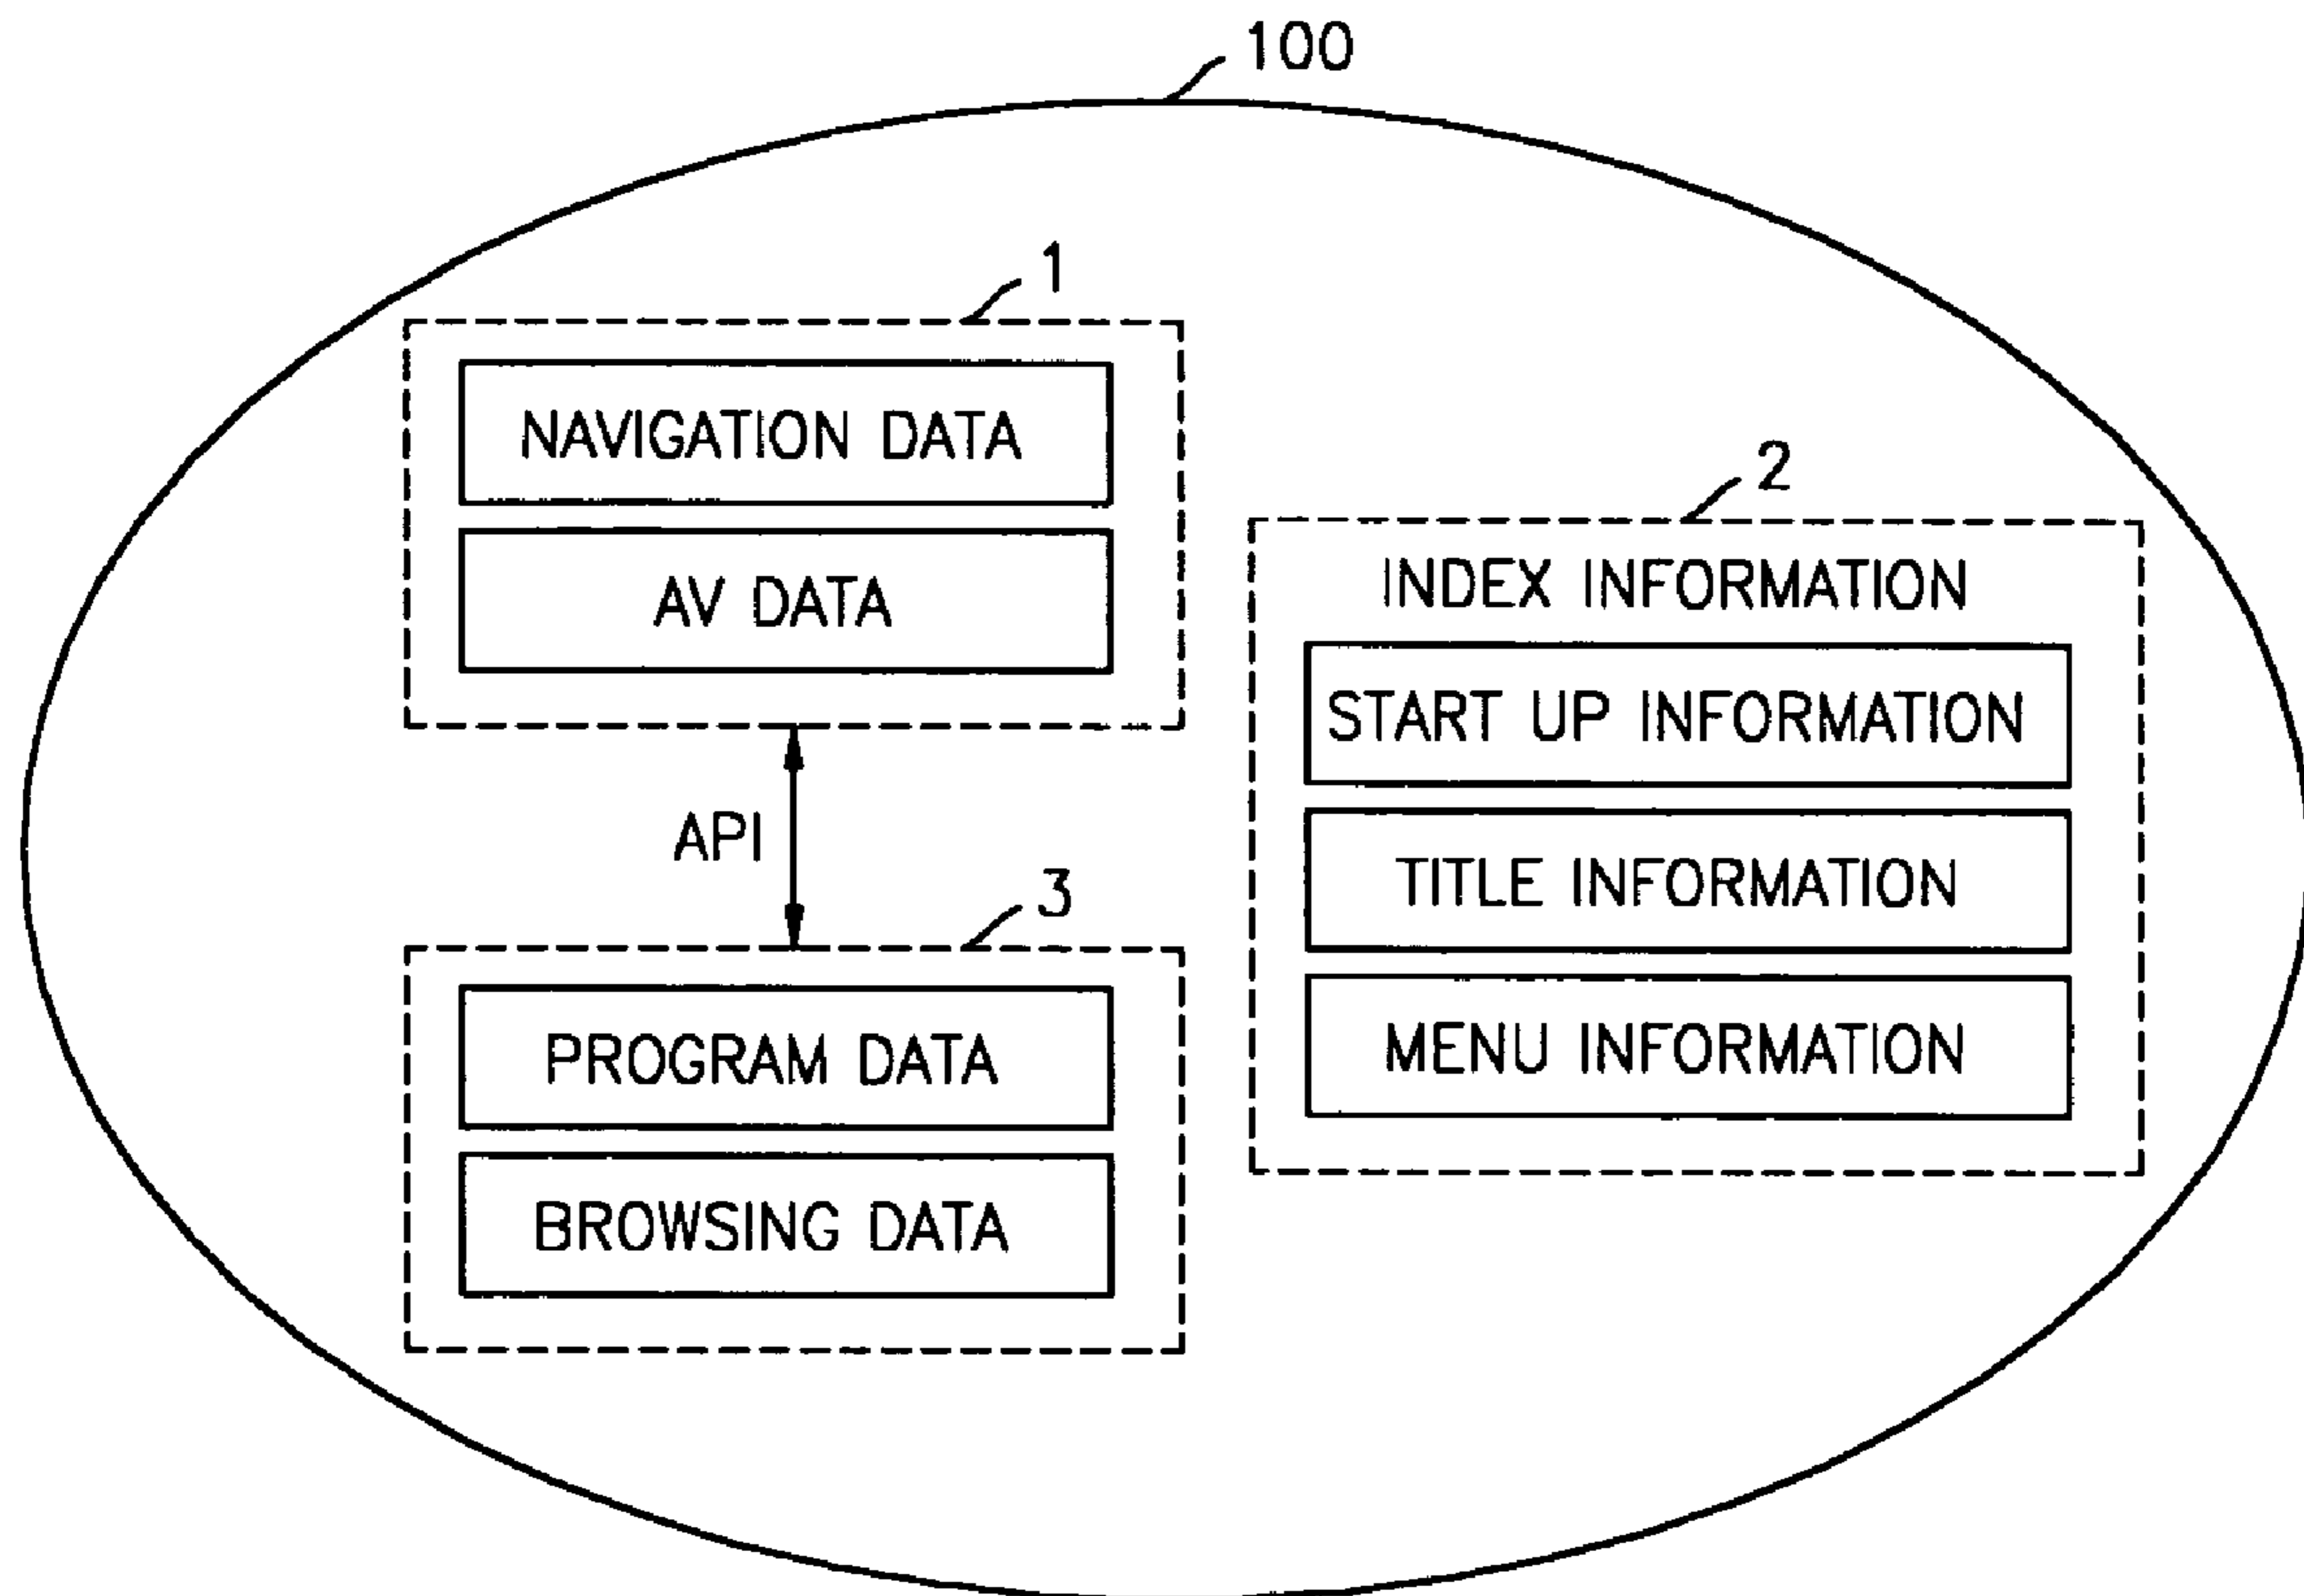 100
1
NAVIGATION DATA
AV DATA
API
3
PROGRAM DATA
BROWSING DATA
2
INDEX INFORMATION
START UP INFORMATION
TITLE INFORMATION
MENU INFORMATION